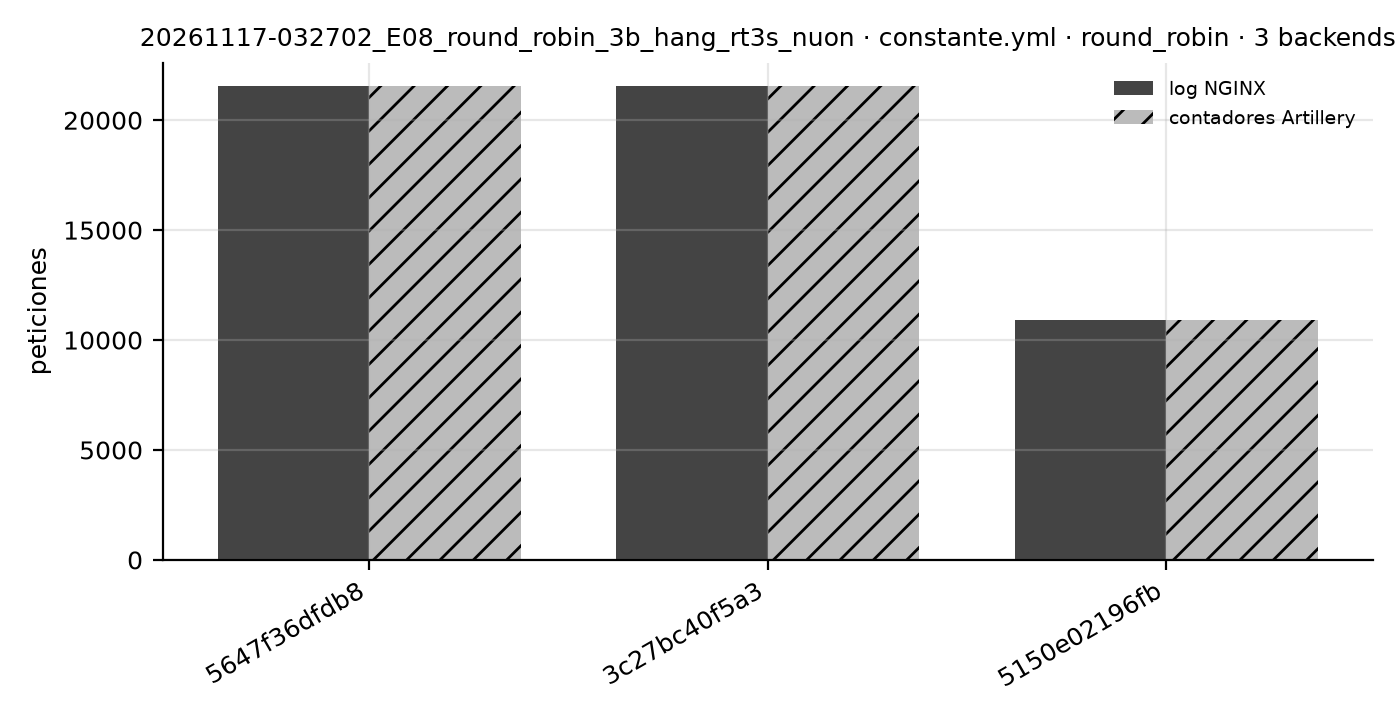 20261117-032702_E08_round_robin_3b_hang_rt3s_nuon · constante.yml · round_robin · 3 backends
log NGINX
contadores Artillery
peticiones
20000
15000
10000
5000
0
5647f36dfdb8
3c27bc40f5a3
5150e02196fb